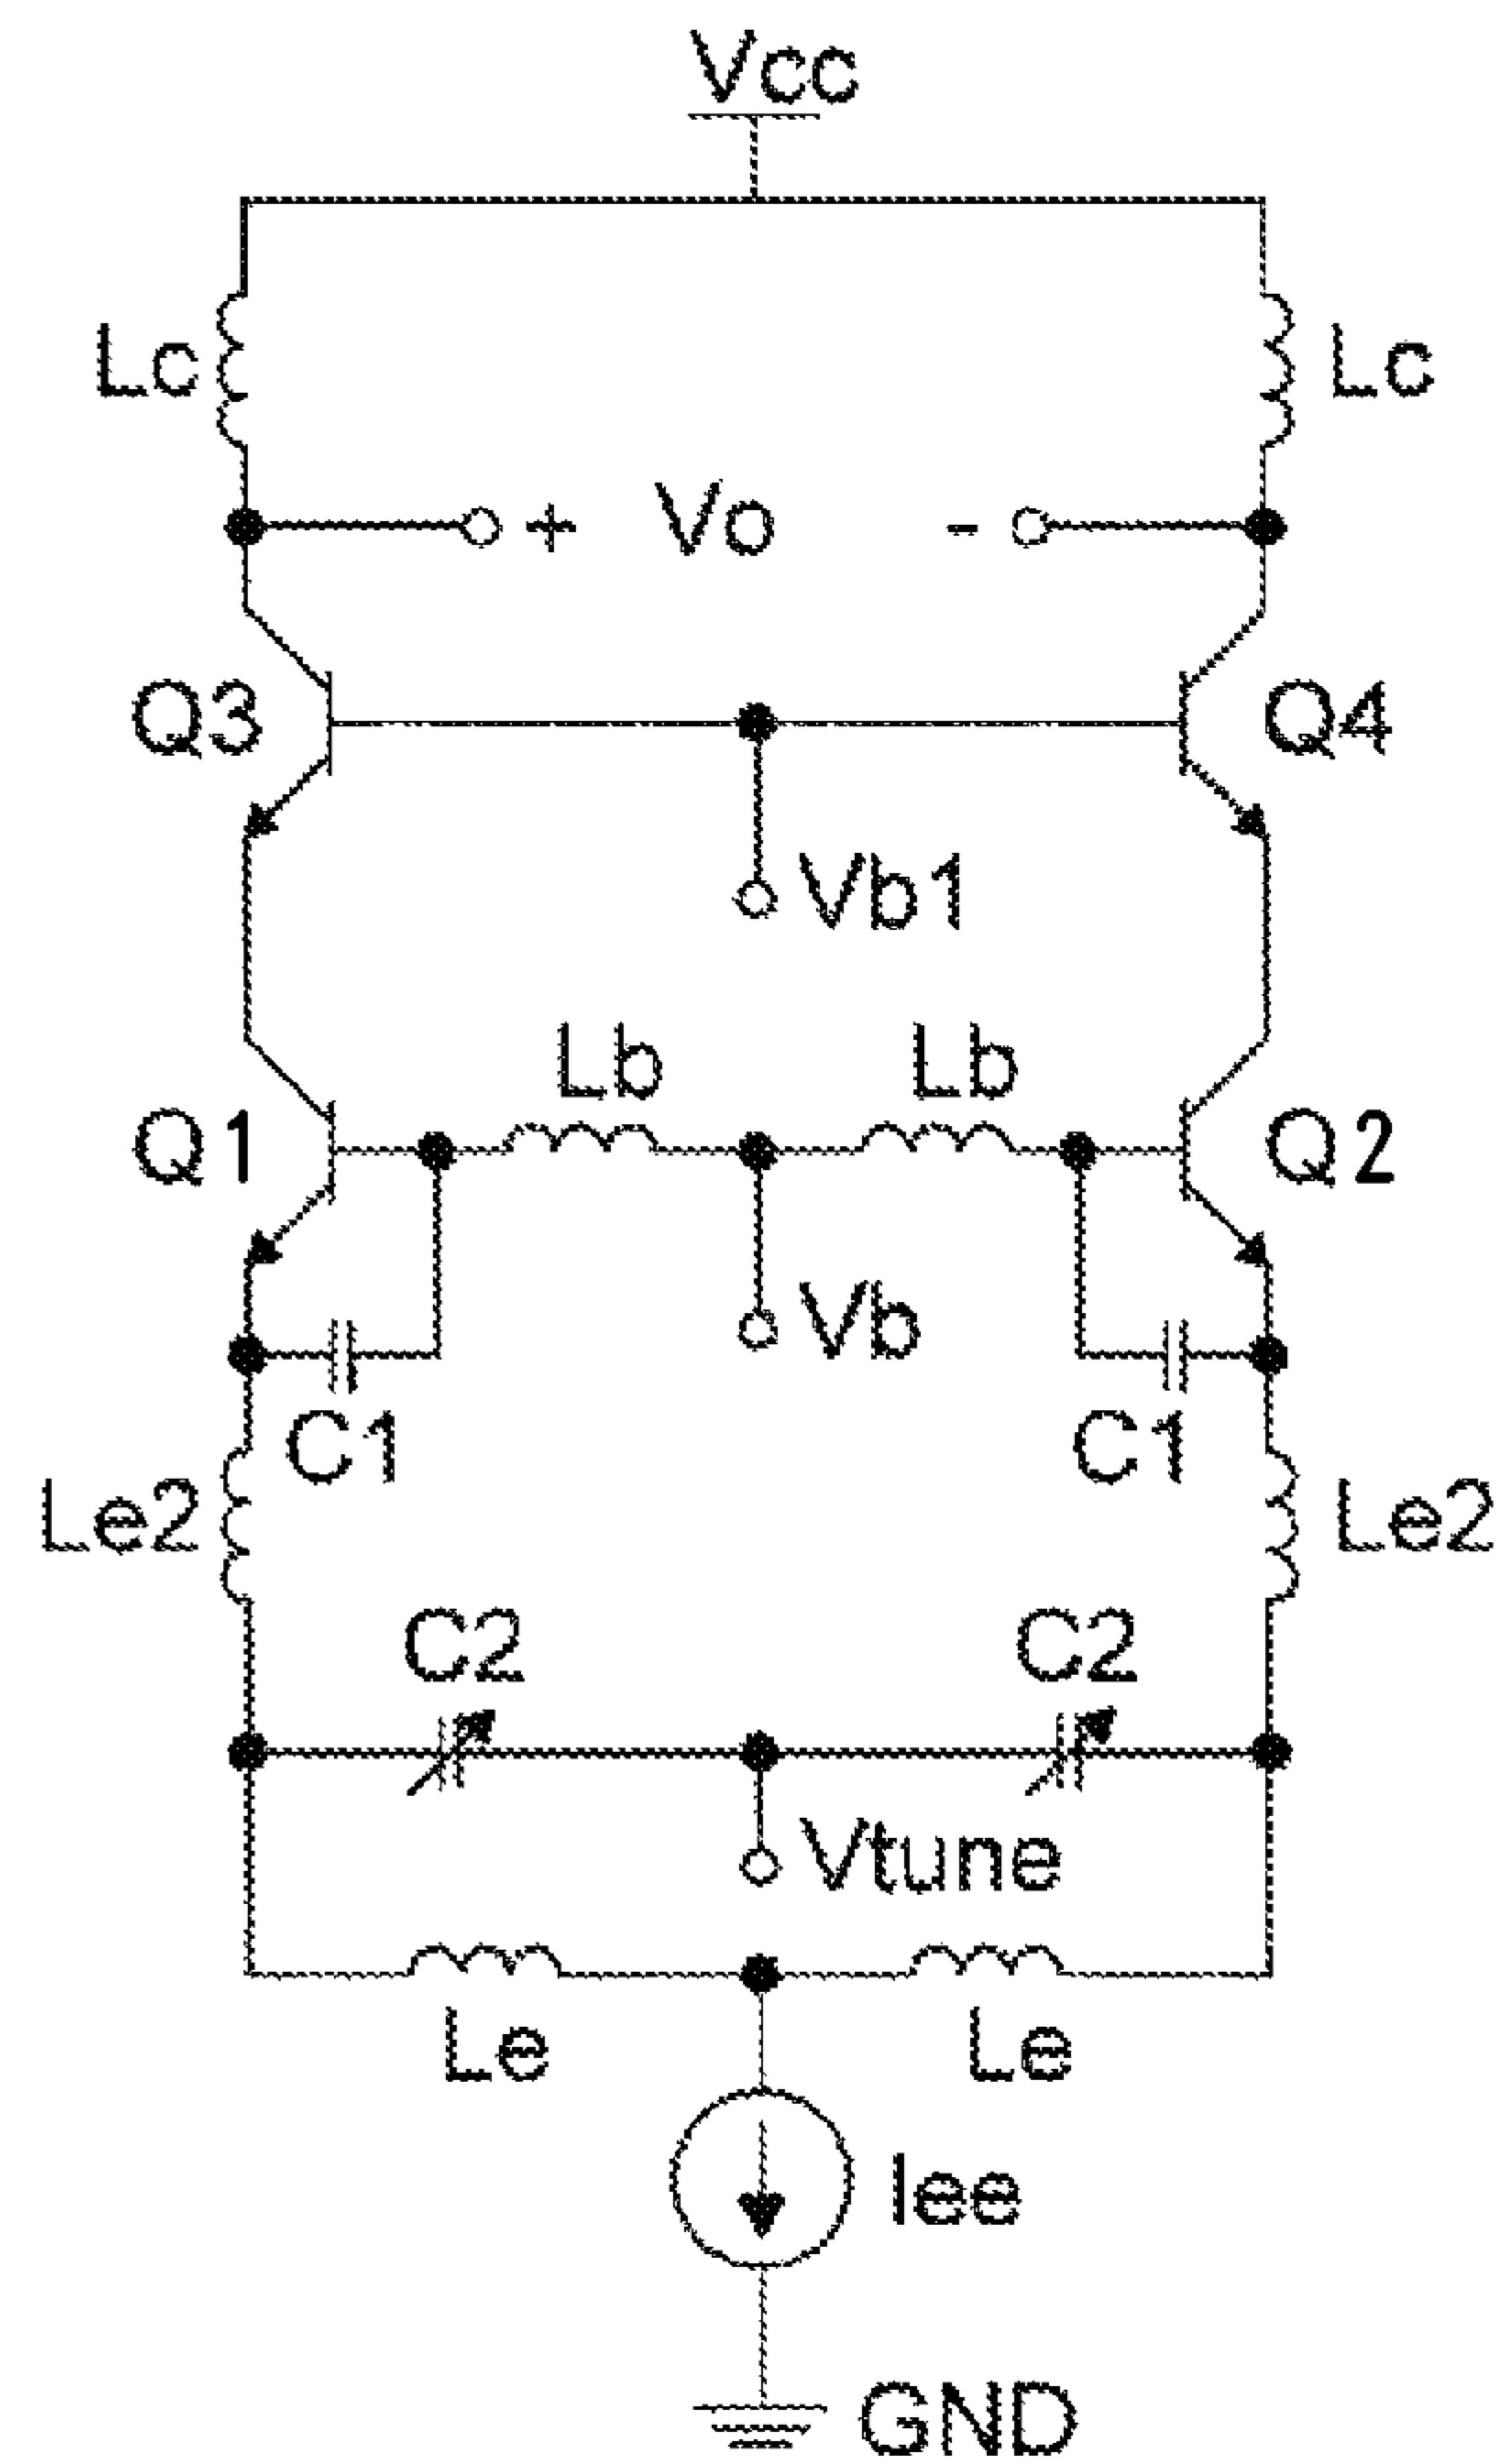 Vcc
Lc Lc
+ Vo -
Q3 Q4
Vb1
Lb Lb
Q1 Q2
Vb
C1 C1
Le2 Le2
C2 C2
Vtune
Le Le
Iee
GND